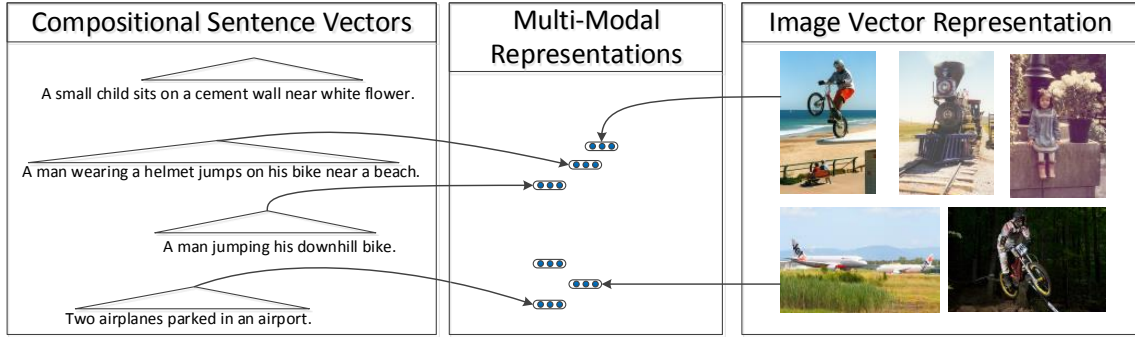 Compositional Sentence Vectors
A small child sits on a cement wall near white flower.
A man wearing a helmet jumps on his bike near a beach.
A man jumping his downhill bike.
Two airplanes parked in an airport.
Multi-Modal
Representations
Image Vector Representation